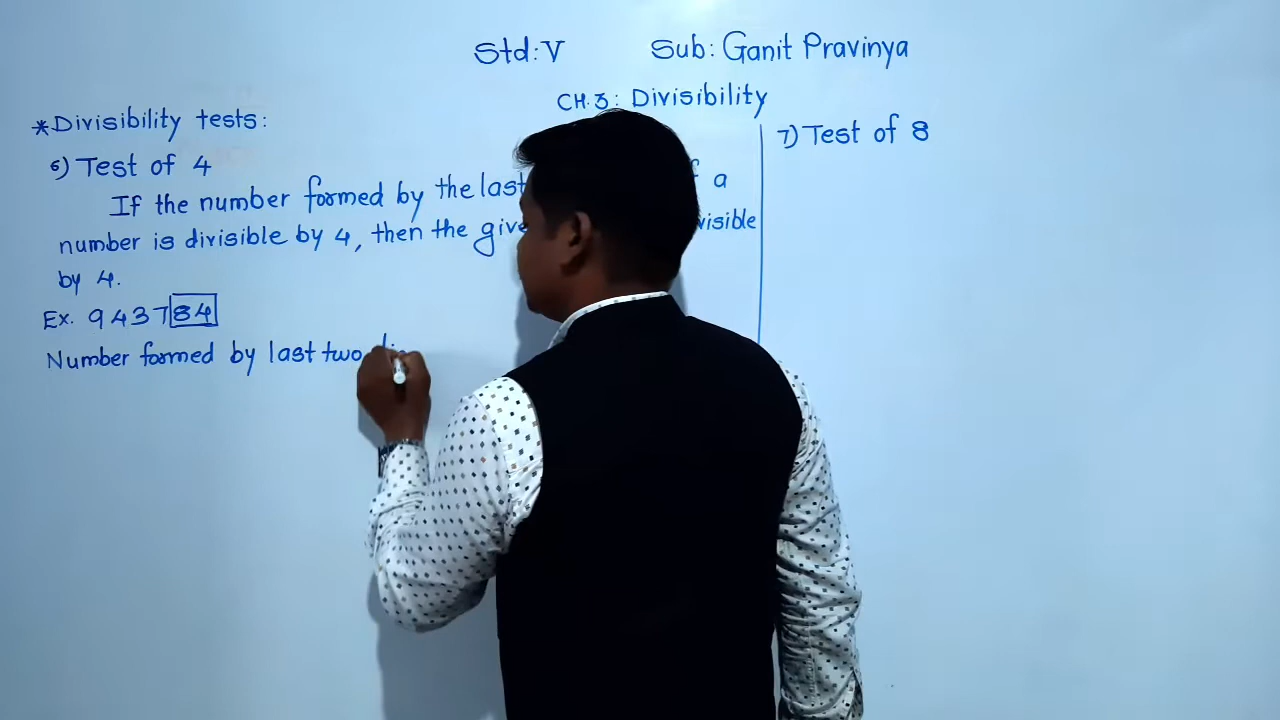 Std: V Sub: Ganit Pravinya
CH. 3: Divisibility
*Divisibility tests:
6) Test of 4
If the number formed by the last a
number is divisible by 4, then the
by 4.
Ex. 943784
Number formed by last two
7) Test of 8